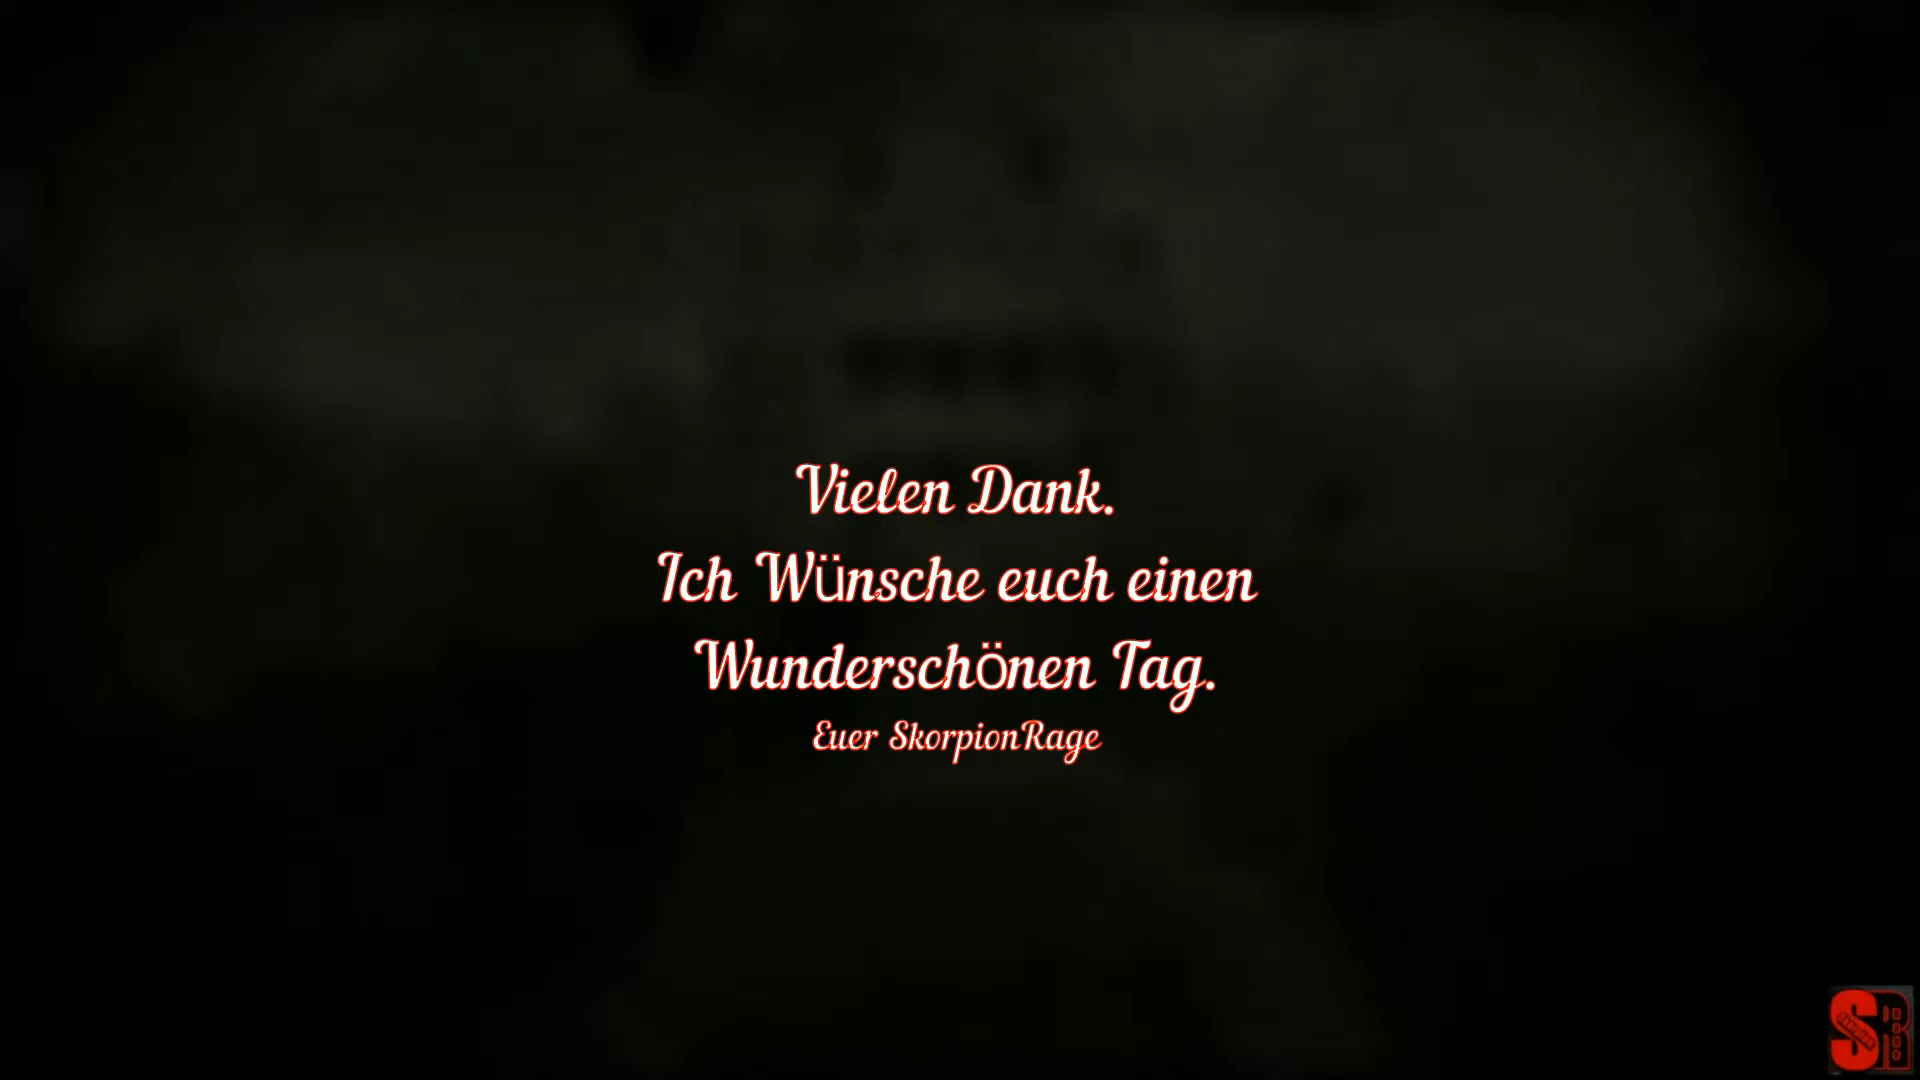 Vielen Dank.
Ich Wünsche euch einen
Wunderschönen Tag.
Euer SkorpionRage